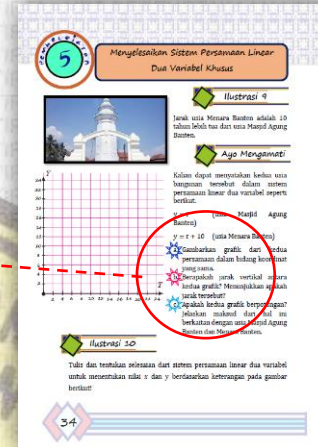 Pembelajaran
5
Menyelesaikan Sistem Persamaan Linear
Dua Variabel Khusus
Ilustrasi 9
Jarak usia Menara Banten adalah 10
tahun lebih tua dari usia Masjid Agung
Banten.
Ayo Mengamati
Kalian dapat menyatakan kedua usia
bangunan tersebut dalam sistem
persamaan linear dua variabel seperti
berikut.
(usia Masjid Agung
Banten)
y = t + 10 (usia Menara Banten)
a Gambarkan grafik dari kedua
persamaan dalam bidang koordinat
yang sama.
b Berapakah jarak vertikal antara
kedua grafik? Menunjukkan apakah
jarak tersebut?
c Apakah kedua grafik berpotongan?
Jelaskan maksud dari hal ini
berkaitan dengan usia Masjid Agung
Banten dan Menara Banten.
Ilustrasi 10
Tulis dan tentukan selesaian dari sistem persamaan linear dua variabel
untuk menentukan nilai x dan y berdasarkan keterangan pada gambar
berikut!
34